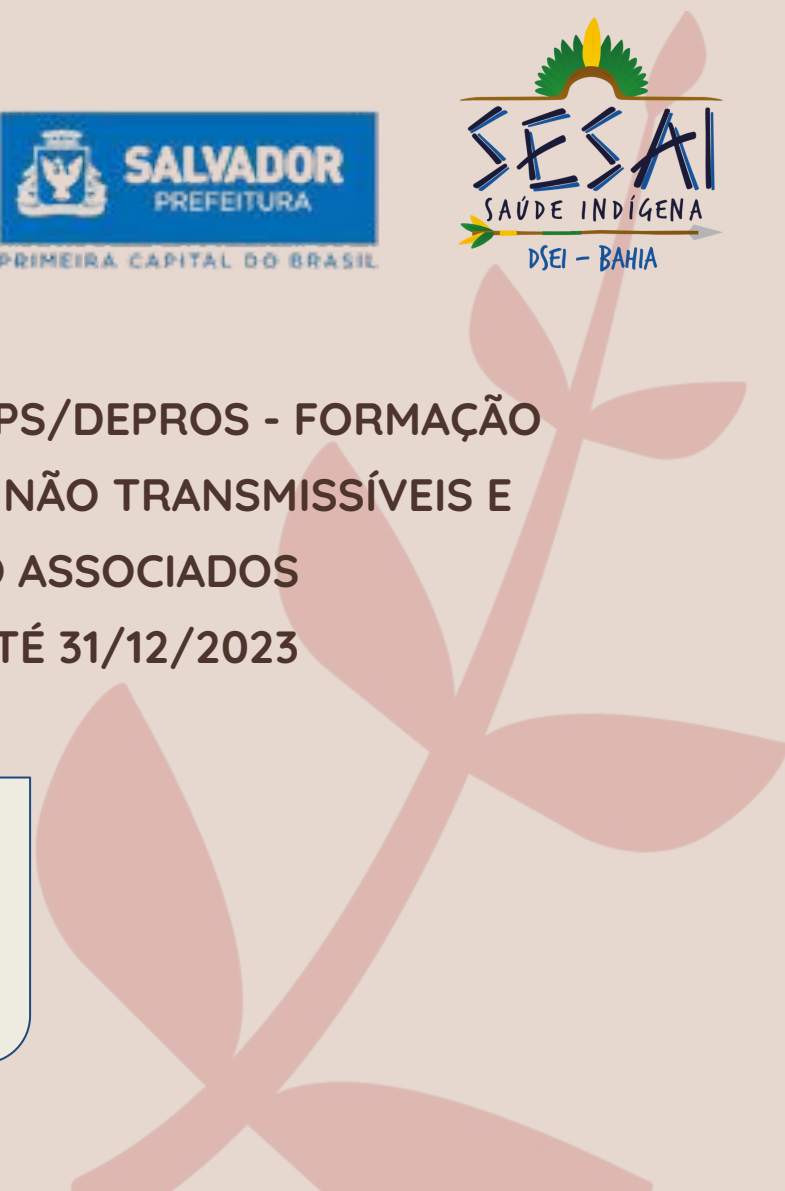 SALVADOR
PREFEITURA
PRIMEIRA CAPITAL DO BRASIL
SESAI
SAÚDE INDÍGENA
DSEI – BAHIA
PS/DEPROS - FORMAÇÃO
NÃO TRANSMISSÍVEIS E
O ASSOCIADOS
TÉ 31/12/2023